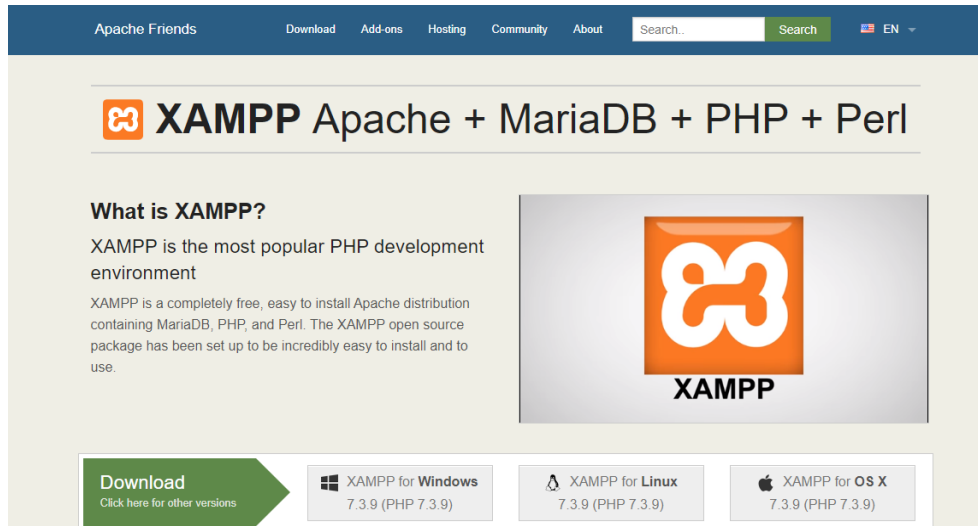 Apache Friends Download Add-ons Hosting Community About Search.. Search EN
XAMPP Apache + MariaDB + PHP + Perl
What is XAMPP?
XAMPP is the most popular PHP development
environment
XAMPP is a completely free, easy to install Apache distribution
containing MariaDB, PHP, and Perl. The XAMPP open source
package has been set up to be incredibly easy to install and to
use.
XAMPP
Download
Click here for other versions
XAMPP for Windows
7.3.9 (PHP 7.3.9)
XAMPP for Linux
7.3.9 (PHP 7.3.9)
XAMPP for OS X
7.3.9 (PHP 7.3.9)